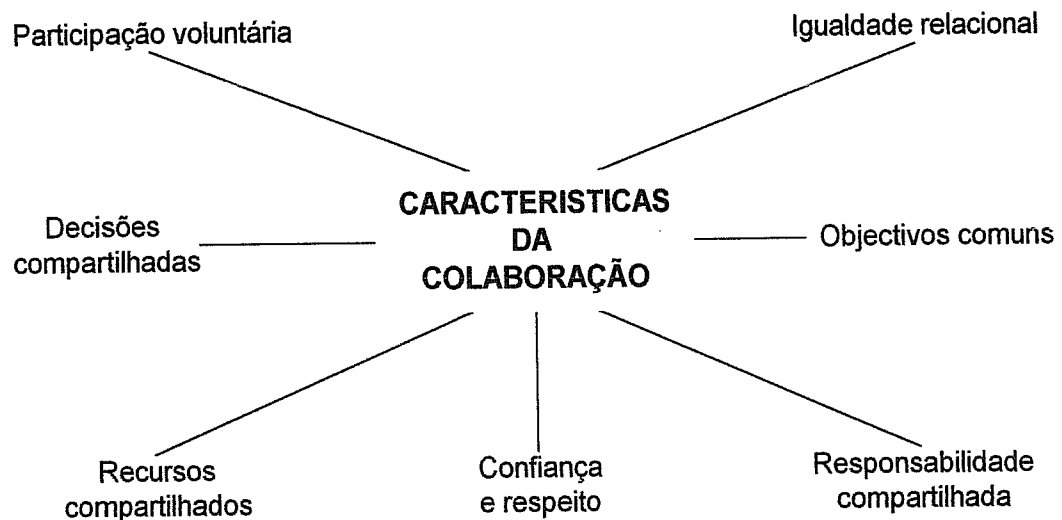 Participação voluntária
Igualdade relacional
CARACTERISTICAS
DA
COLABORAÇÃO
Decisões
compartilhadas
Objectivos comuns
Recursos
compartilhados
Confiança
e respeito
Responsabilidade
compartilhada